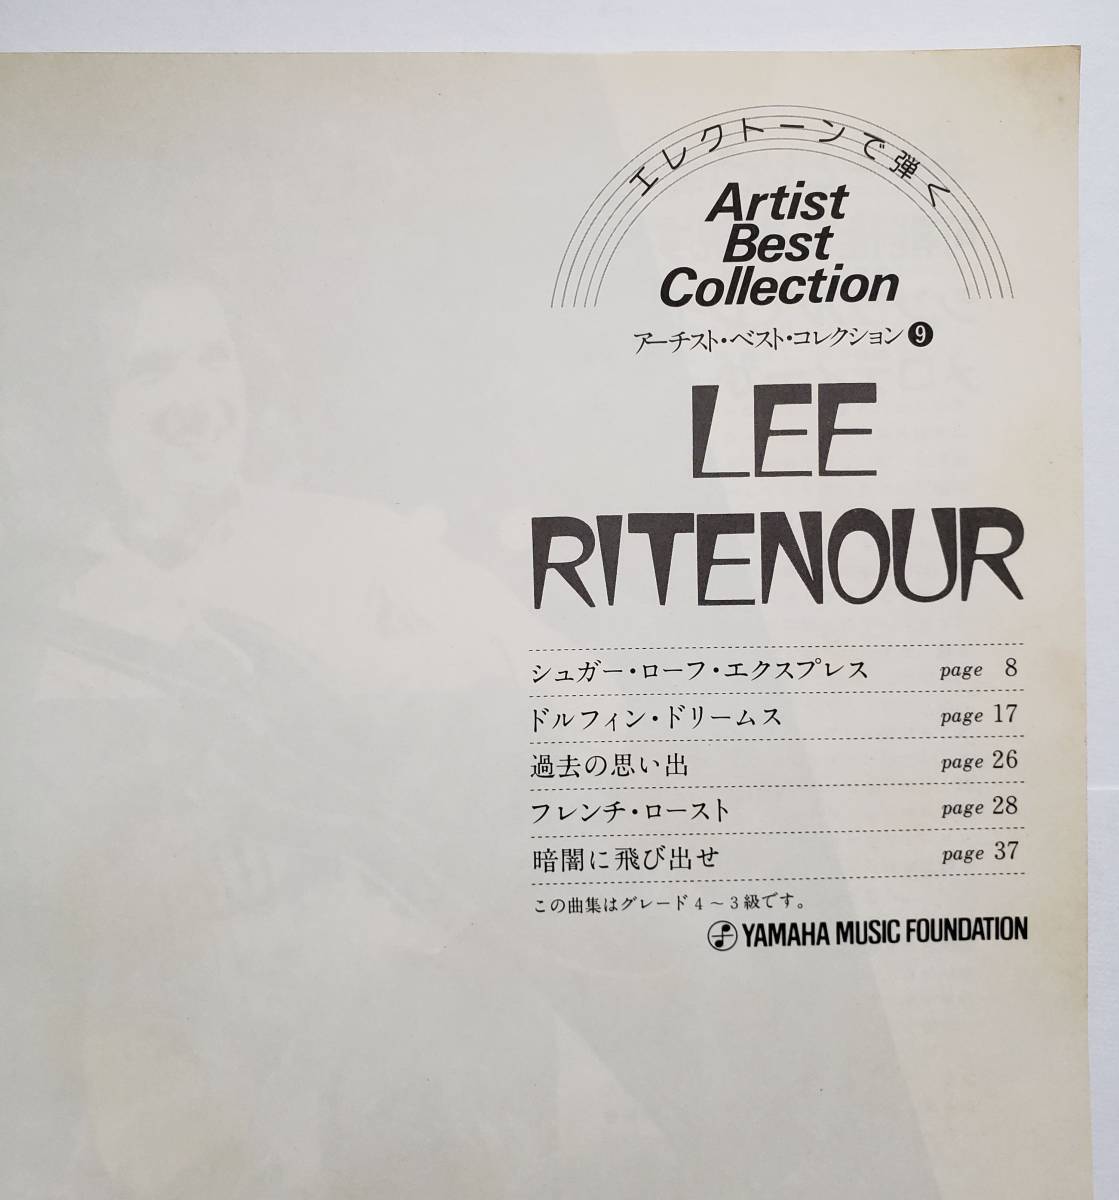 エレクトーンで弾く
Artist
Best
Collection
アーチスト・ベスト・コレクション❾
LEE
RITENOUR
シュガー・ローフ・エクスプレス page 8
ドルフィン・ドリームス page 17
過去の思い出 page 26
フレンチ・ロースト page 28
暗闇に飛び出せ page 37
この曲集はグレード4～3級です。
YAMAHA MUSIC FOUNDATION